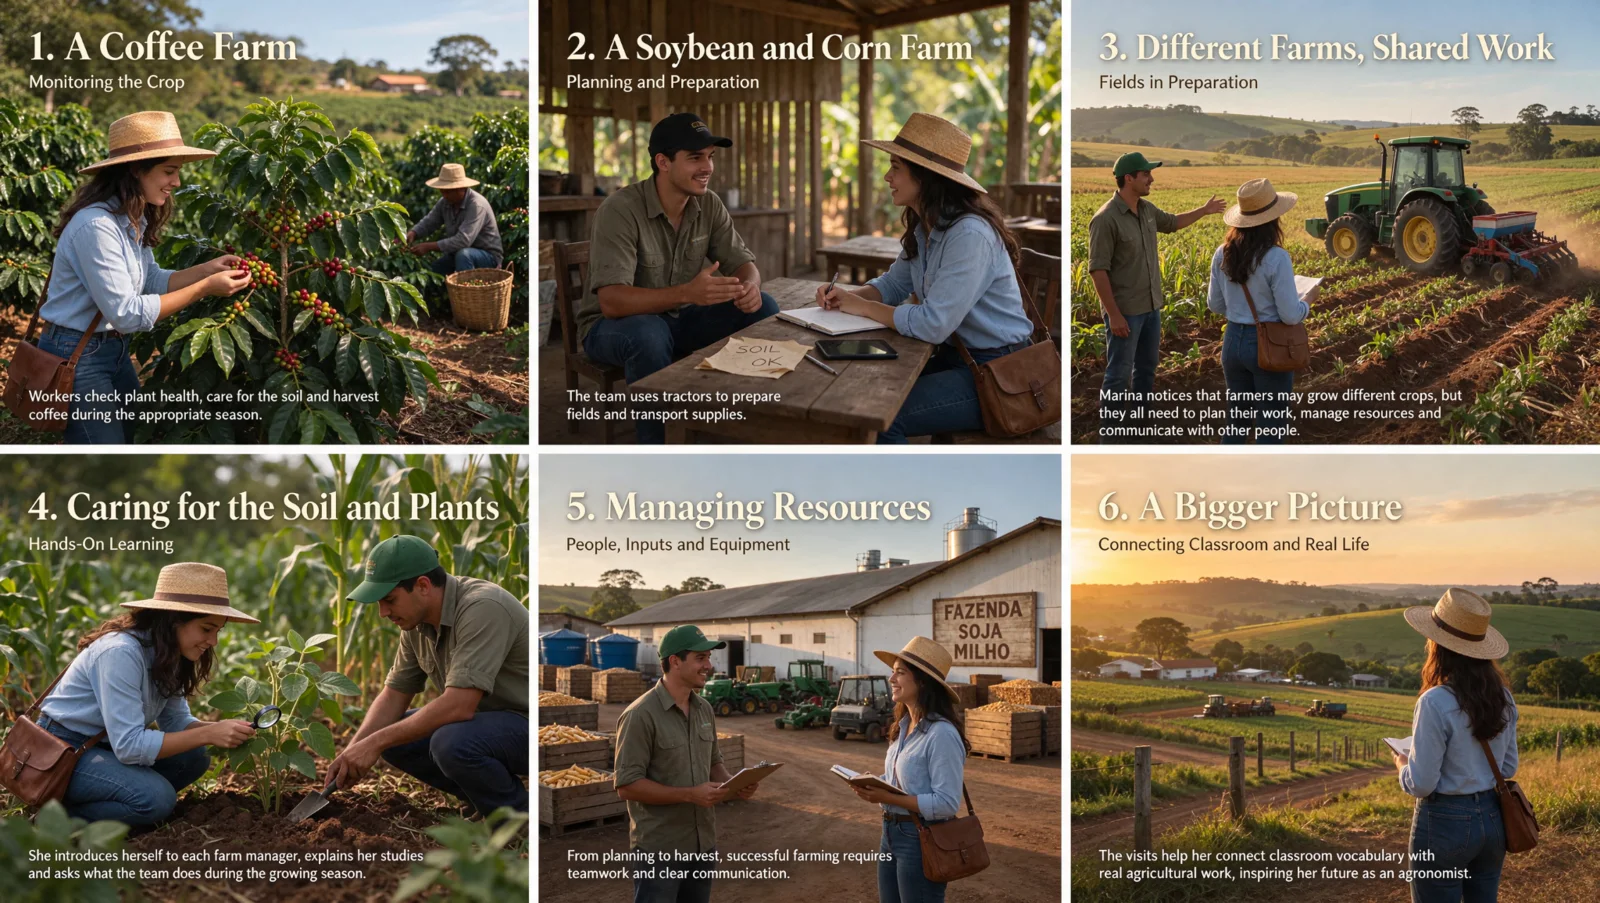 1. A Coffee Farm
Monitoring the Crop
Workers check plant health, care for the soil and harvest
coffee during the appropriate season.
2. A Soybean and Corn Farm
Planning and Preparation
SOIL
OK
The team uses tractors to prepare
fields and transport supplies.
3. Different Farms, Shared Work
Fields in Preparation
Marina notices that farmers may grow different crops, but
they all need to plan their work, manage resources and
communicate with other people.
4. Caring for the Soil and Plants
Hands-On Learning
She introduces herself to each farm manager, explains her studies
and asks what the team does during the growing season.
5. Managing Resources
People, Inputs and Equipment
FAZENDA
SOJA
MILHO
From planning to harvest, successful farming requires
teamwork and clear communication.
6. A Bigger Picture
Connecting Classroom and Real Life
The visits help her connect classroom vocabulary with
real agricultural work, inspiring her future as an agronomist.